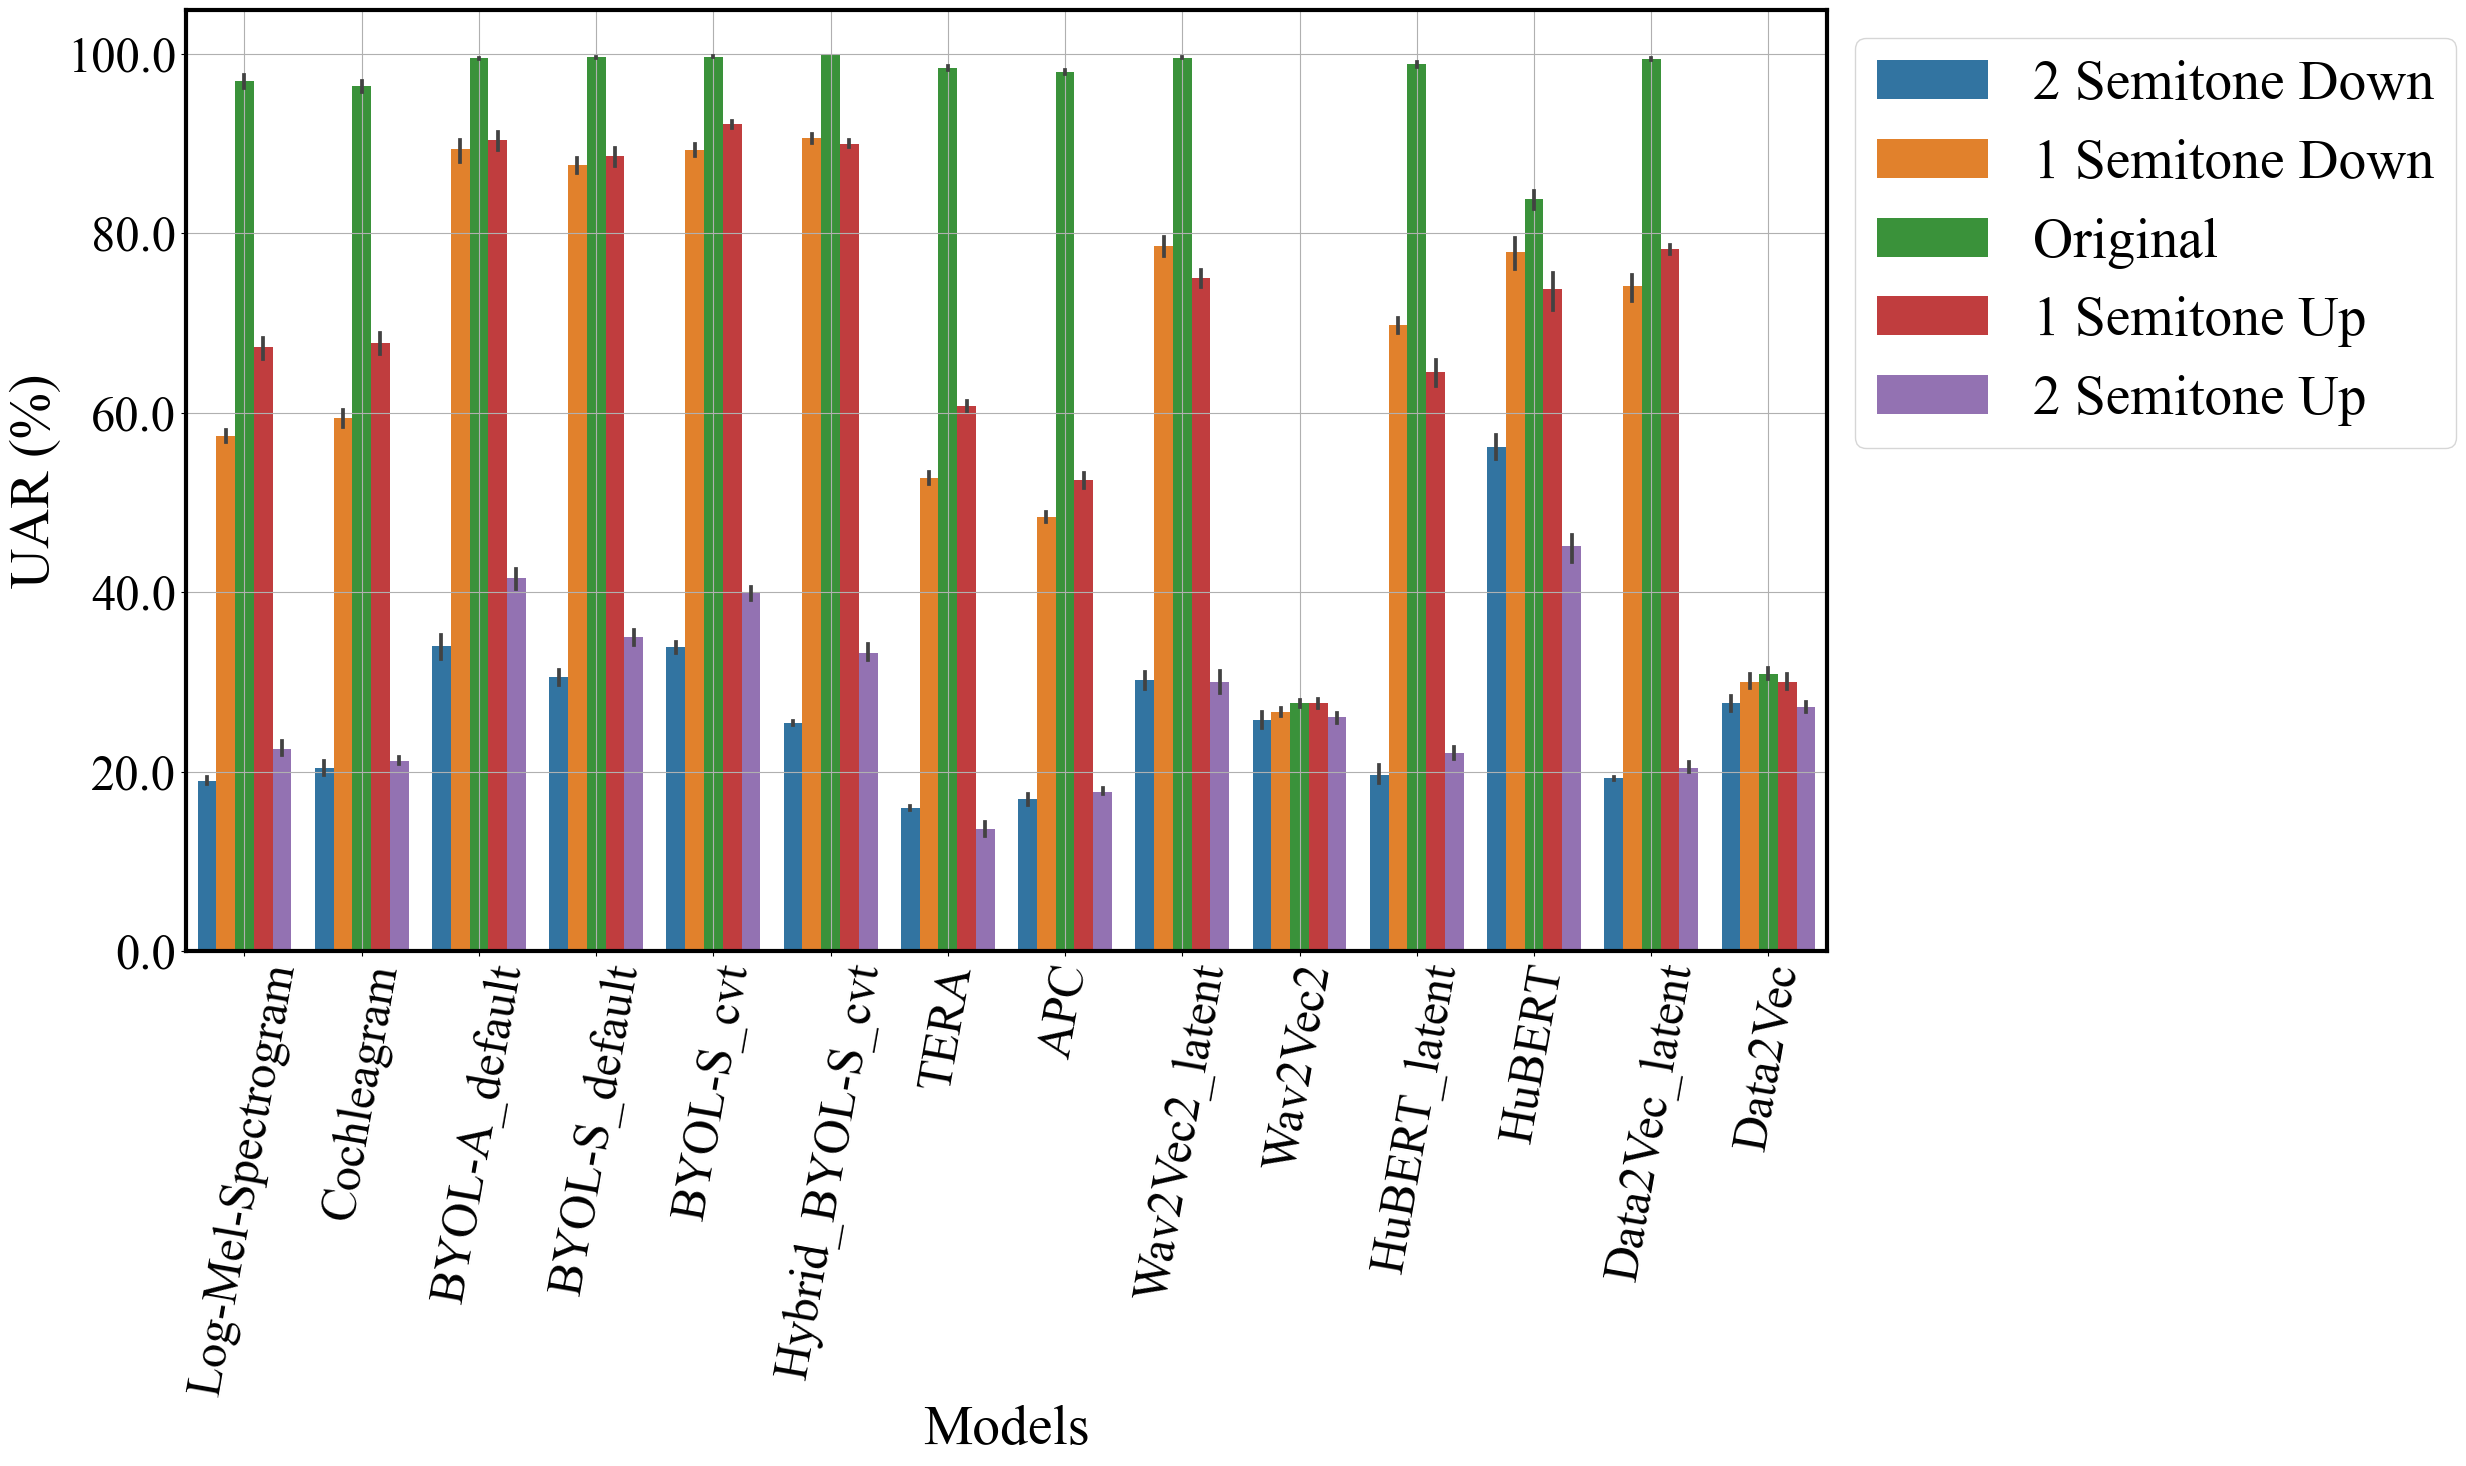 100.0
80.0
60.0
40.0
20.0
0.0
UAR (%)
2 Semitone Down
1 Semitone Down
Original
1 Semitone Up
2 Semitone Up
Log-Mel-Spectrogram
Cochleagram
BYOL-A_default
BYOL-S_default
BYOL-S_cvt
Hybrid_BYOL-S_cvt
TERA
APC
Wav2Vec2_latent
Wav2Vec2
HuBERT_latent
HuBERT
Data2Vec_latent
Data2Vec
Models